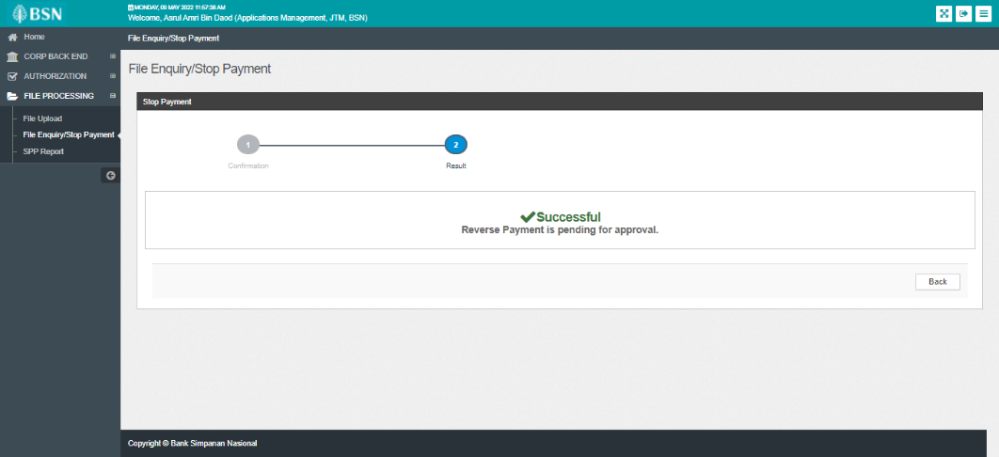 BSN
MONDAY, 09 MAY 2022 11:57:38 AM
Welcome, Asrul Amri Bin Daod (Applications Management, JTM, BSN)
Home
File Enquiry/Stop Payment
CORP BACK END
AUTHORIZATION
FILE PROCESSING
File Upload
File Enquiry/Stop Payment
SPP Report
File Enquiry/Stop Payment
Stop Payment
1
2
Confirmation
Result
Successful
Reverse Payment is pending for approval.
Back
Copyright © Bank Simpanan Nasional